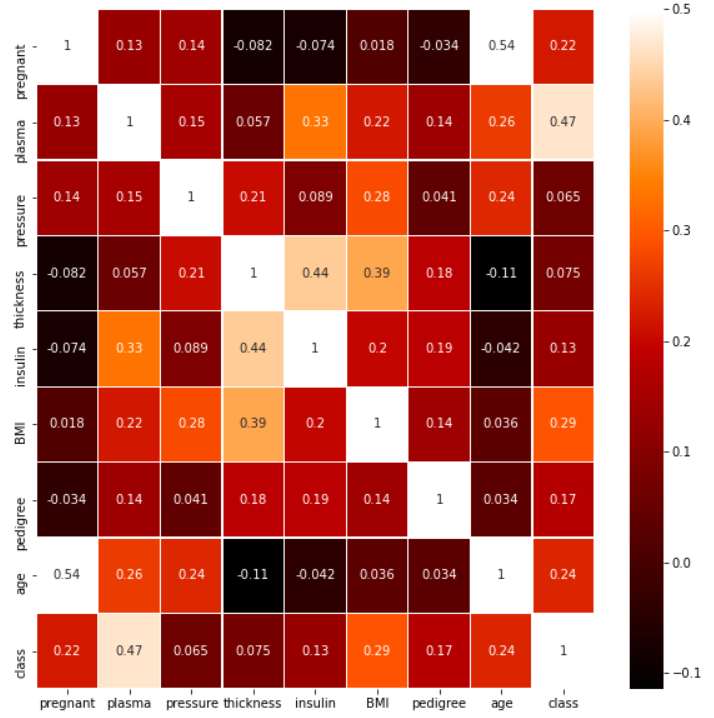 pregnant 1 0.13 0.14 -0.082 -0.074 0.018 -0.034 0.54 0.22
plasma 0.13 1 0.15 0.057 0.33 0.22 0.14 0.26 0.47
pressure 0.14 0.15 1 0.21 0.089 0.28 0.041 0.24 0.065
thickness -0.082 0.057 0.21 1 0.44 0.39 0.18 -0.11 0.075
insulin -0.074 0.33 0.089 0.44 1 0.2 0.19 -0.042 0.13
BMI 0.018 0.22 0.28 0.39 0.2 1 0.14 0.036 0.29
pedigree -0.034 0.14 0.041 0.18 0.19 0.14 1 0.034 0.17
age 0.54 0.26 0.24 -0.11 -0.042 0.036 0.034 1 0.24
class 0.22 0.47 0.065 0.075 0.13 0.29 0.17 0.24 1
pregnant plasma pressure thickness insulin BMI pedigree age class
0.5
0.4
0.3
0.2
0.1
0.0
−0.1